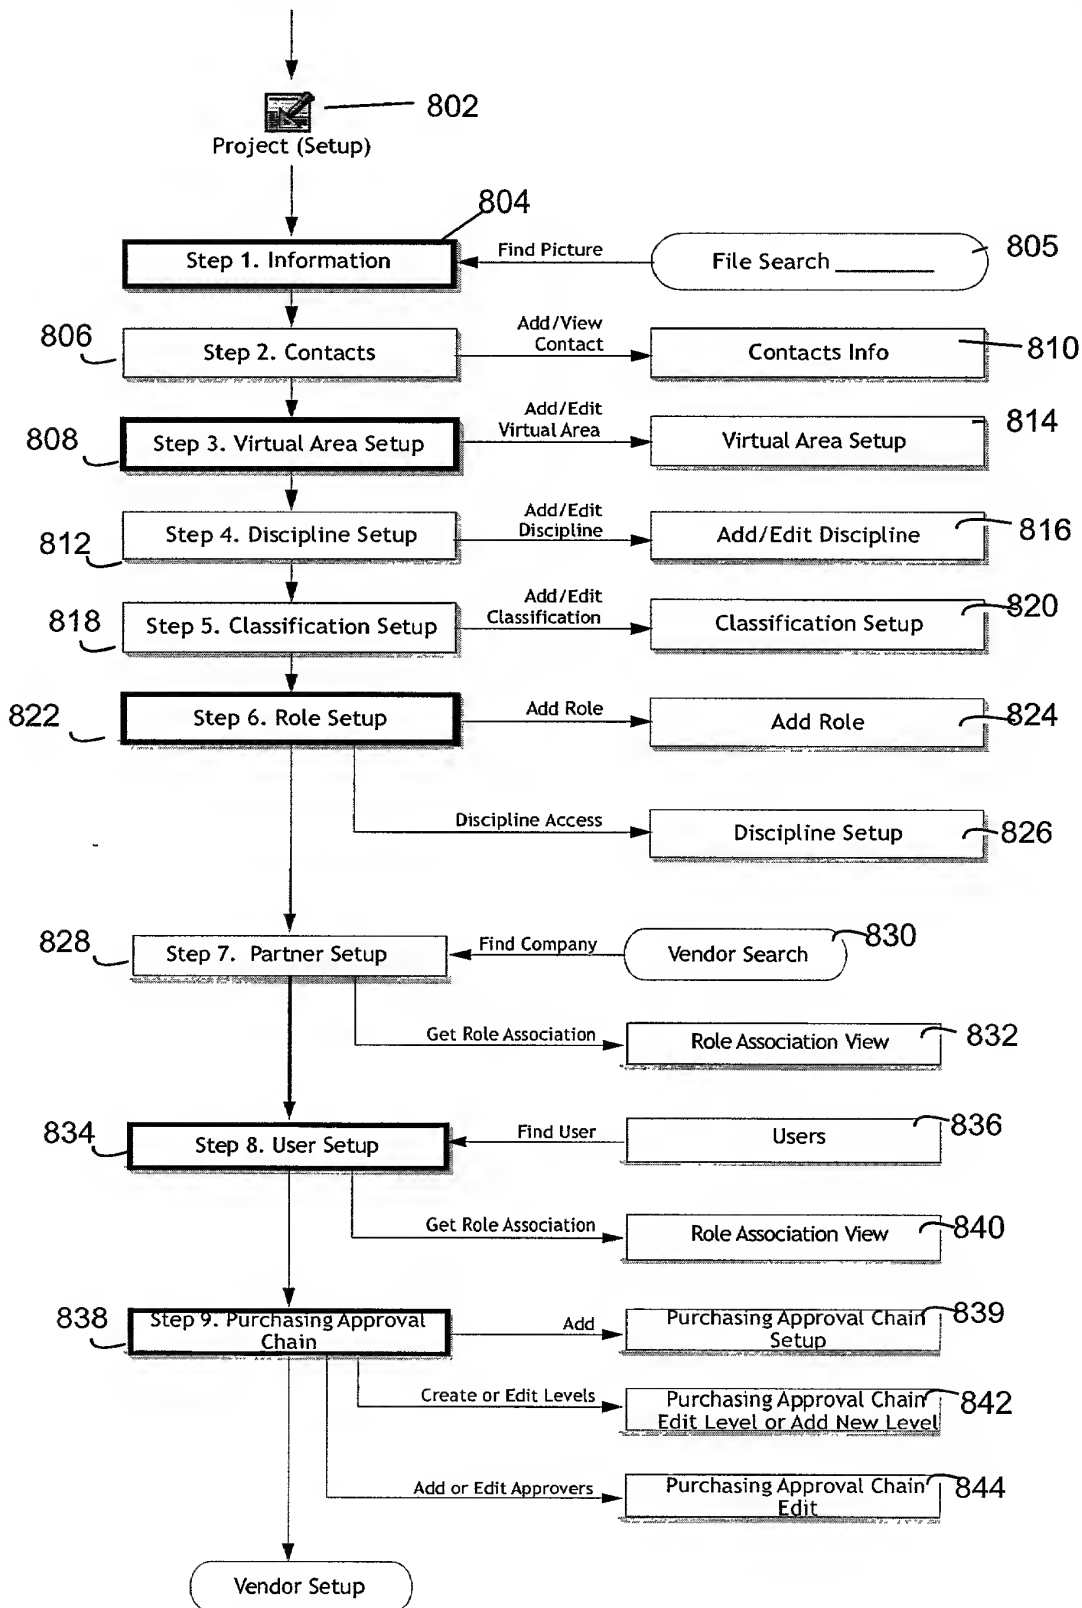 802
Project (Setup)
804
Step 1. Information
Find Picture
File Search ________
805
806
Step 2. Contacts
Add/View
Contact
Contacts Info
810
808
Step 3. Virtual Area Setup
Add/Edit
Virtual Area
Virtual Area Setup
814
812
Step 4. Discipline Setup
Add/Edit
Discipline
Add/Edit Discipline
816
818
Step 5. Classification Setup
Add/Edit
Classification
Classification Setup
820
822
Step 6. Role Setup
Add Role
Add Role
824
Discipline Access
Discipline Setup
826
828
Step 7. Partner Setup
Find Company
Vendor Search
830
Get Role Association
Role Association View
832
834
Step 8. User Setup
Find User
Users
836
Get Role Association
Role Association View
840
838
Step 9. Purchasing Approval
Chain
Add
Purchasing Approval Chain
Setup
839
Create or Edit Levels
Purchasing Approval Chain
Edit Level or Add New Level
842
Add or Edit Approvers
Purchasing Approval Chain
Edit
844
Vendor Setup